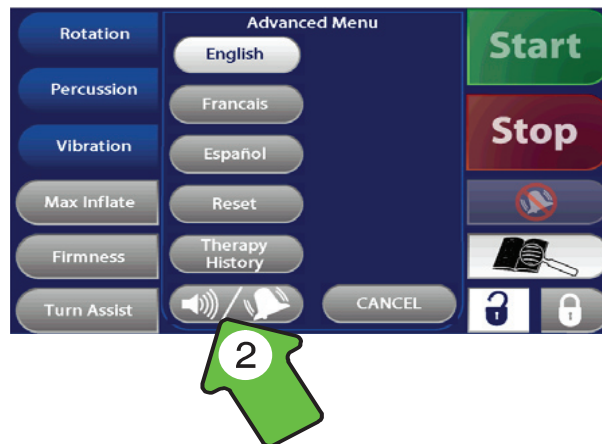 Advanced Menu
Rotation
Percussion
Vibration
Max Inflate
Firmness
Turn Assist
English
Francais
Español
Reset
Therapy
History
/
CANCEL
Start
Stop
2